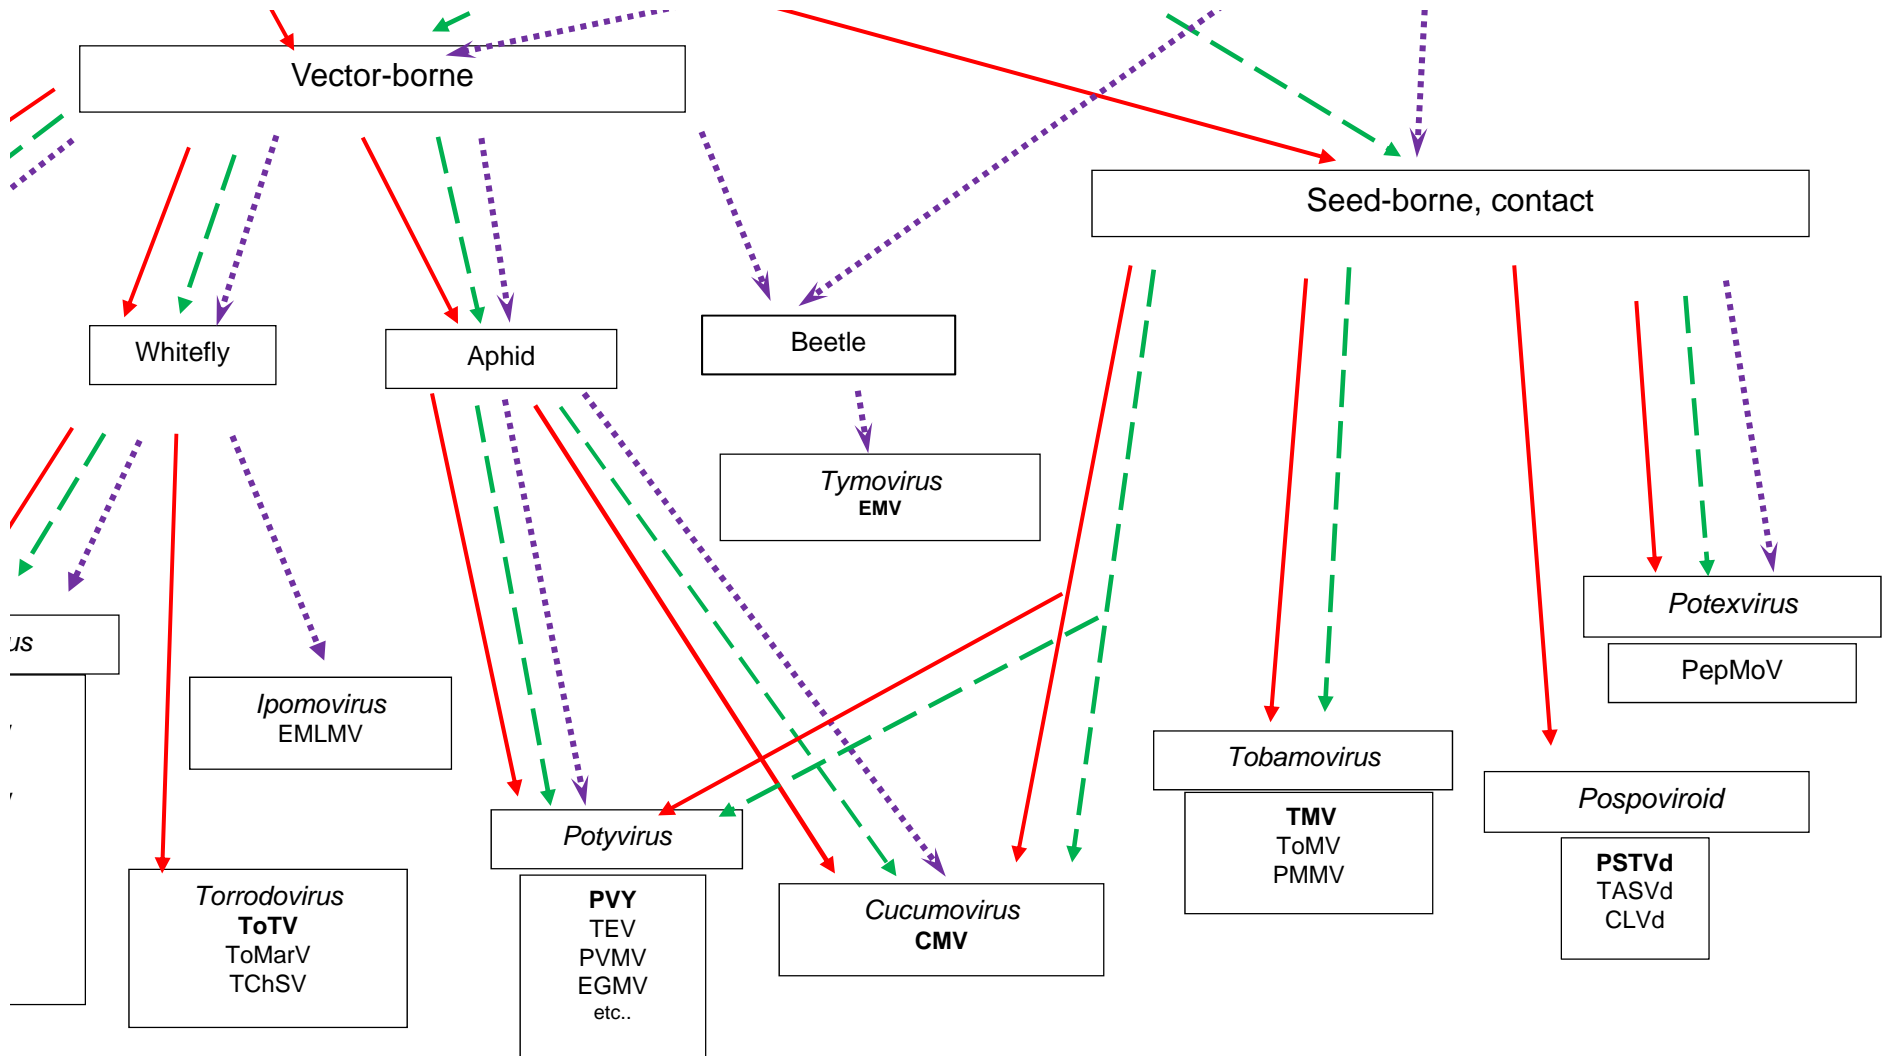 Vector-borne
Seed-borne, contact
Whitefly
Aphid
Beetle
Tymovirus
EMV
Potexvirus
PepMoV
us
Ipomovirus
EMLMV
Tobamovirus
TMV
ToMV
PMMV
Pospoviroid
PSTVd
TASVd
CLVd
Potyvirus
PVY
TEV
PVMV
EGMV
etc..
Cucumovirus
CMV
Torrodovirus
ToTV
ToMarV
TChSV